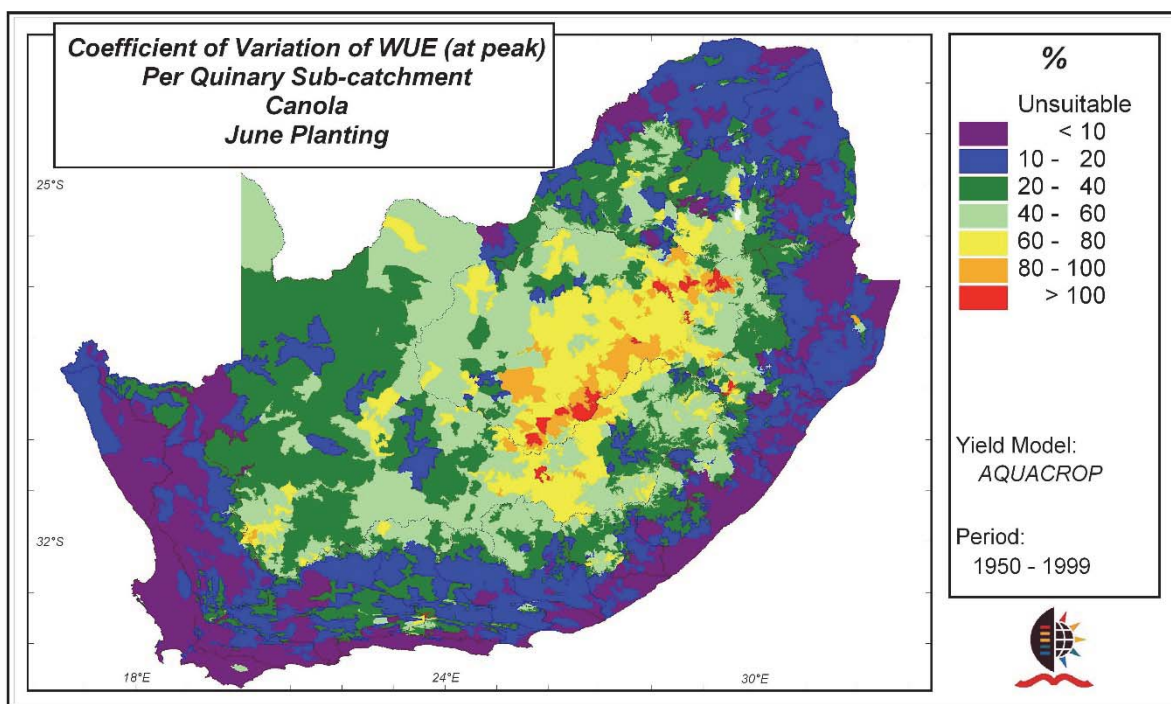 Coefficient of Variation of WUE (at peak)
Per Quinary Sub-catchment
Canola
June Planting
%
Unsuitable
< 10
10 - 20
20 - 40
40 - 60
60 - 80
80 - 100
> 100
Yield Model:
AQUACROP
Period:
1950 - 1999
25°S
32°S
18°E
24°E
30°E